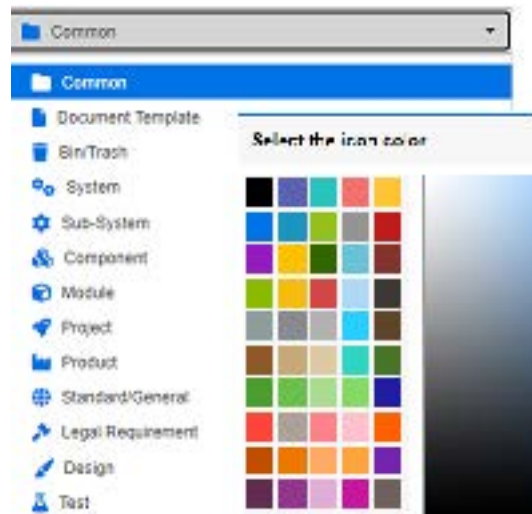 Common
Common
Document Template
Bin/Trash
Select the icon color
System
Sub-System
Component
Module
Project
Product
Standard/General
Legal Requirement
Design
Test